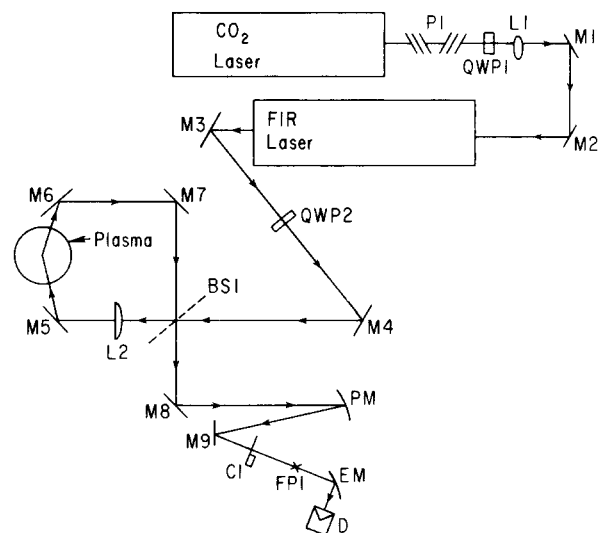 CO2
Laser
P1
L1
M1
QWP1
M2
FIR
Laser
M3
QWP2
M6
M7
Plasma
BS1
M5
L2
M4
M8
PM
M9
C1
FP1
EM
D